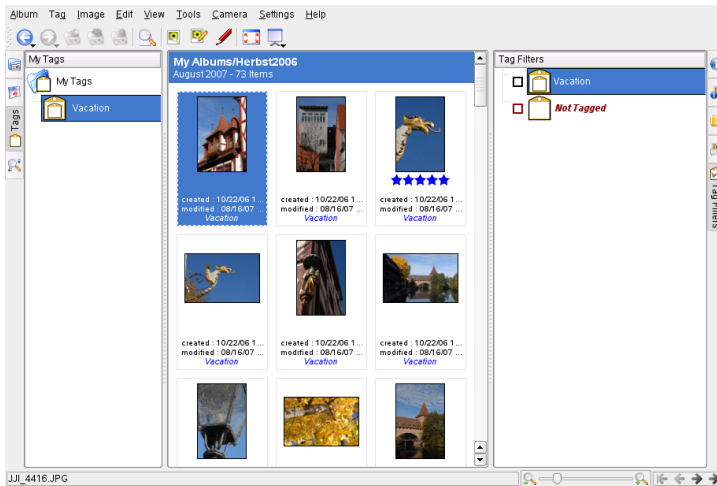 Album Tag Image Edit View Tools Camera Settings Help
My Tags
My Tags
Vacation
Tags
My Albums/Herbst2006
August 2007 - 73 Items
created : 10/22/06 1...
modified : 08/16/07 ...
Vacation
created : 10/22/06 1...
modified : 08/16/07 ...
Vacation
created : 10/22/06 1...
modified : 08/16/07 ...
Vacation
created : 10/22/06 1...
modified : 08/16/07 ...
Vacation
created : 10/22/06 1...
modified : 08/16/07 ...
Vacation
created : 10/22/06 1...
modified : 08/16/07 ...
Vacation
Tag Filters
Vacation
Not Tagged
Tag Filters
JJI_4416.JPG